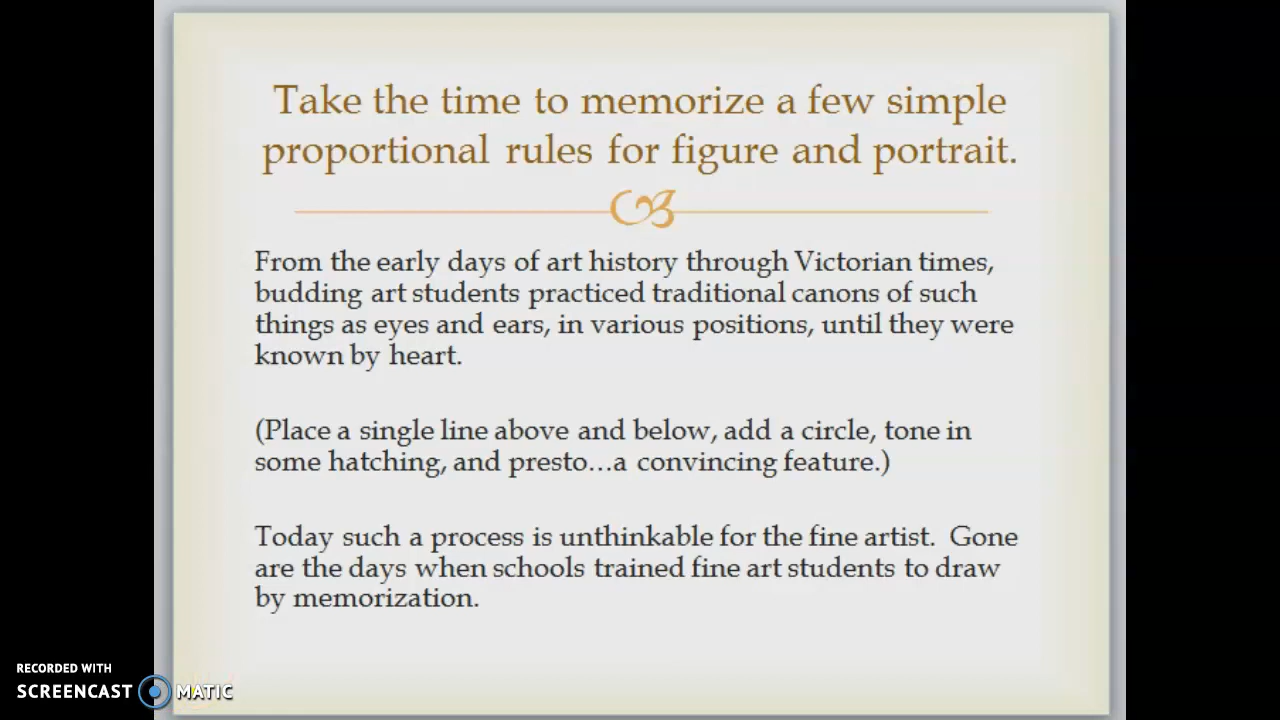 Take the time to memorize a few simple
proportional rules for figure and portrait.
From the early days of art history through Victorian times,
budding art students practiced traditional canons of such
things as eyes and ears, in various positions, until they were
known by heart.
(Place a single line above and below, add a circle, tone in
some hatching, and presto…a convincing feature.)
Today such a process is unthinkable for the fine artist.  Gone
are the days when schools trained fine art students to draw
by memorization.
RECORDED WITH
SCREENCAST MATIC